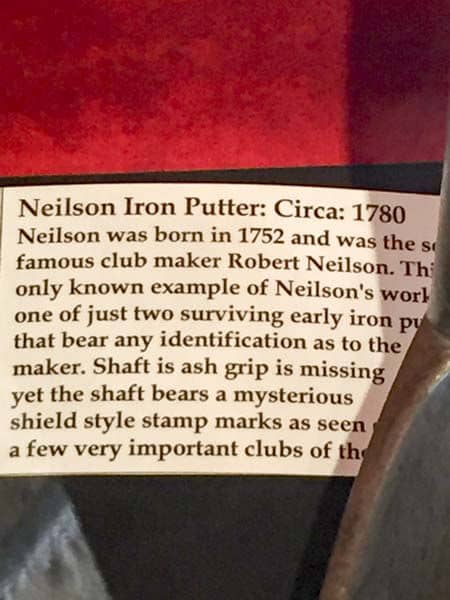 Neilson Iron Putter: Circa: 1780
Neilson was born in 1752 and was the
famous club maker Robert Neilson.
only known example of Neilson's
one of just two surviving early iron
that bear any identification as to the
maker. Shaft is ash grip is missing
yet the shaft bears a mysterious
shield style stamp marks as seen
a few very important clubs of